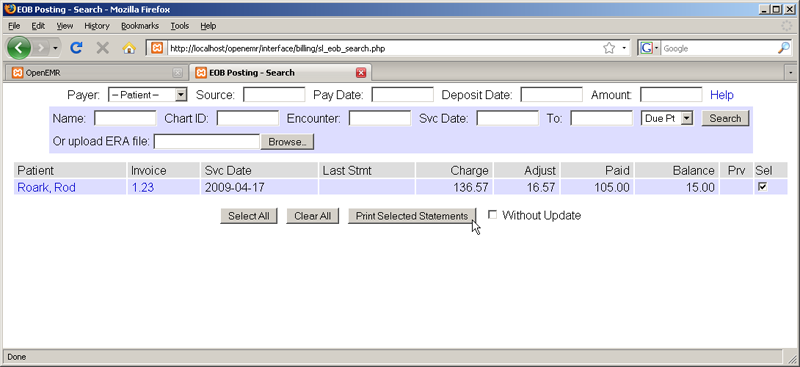 EOB Posting - Search - Mozilla Firefox
File Edit View History Bookmarks Tools Help
http://localhost/openemr/interface/billing/sl_eob_search.php
G Google
OpenEMR EOB Posting - Search
Payer: -- Patient -- Source: Pay Date: Deposit Date: Amount: Help
Name: Chart ID: Encounter: Svc Date: To: Due Pt Search
Or upload ERA file: Browse...
Patient Invoice Svc Date Last Stmt Charge Adjust Paid Balance Prv Sel
Roark, Rod 1.23 2009-04-17 136.57 16.57 105.00 15.00
Select All Clear All Print Selected Statements Without Update
Done